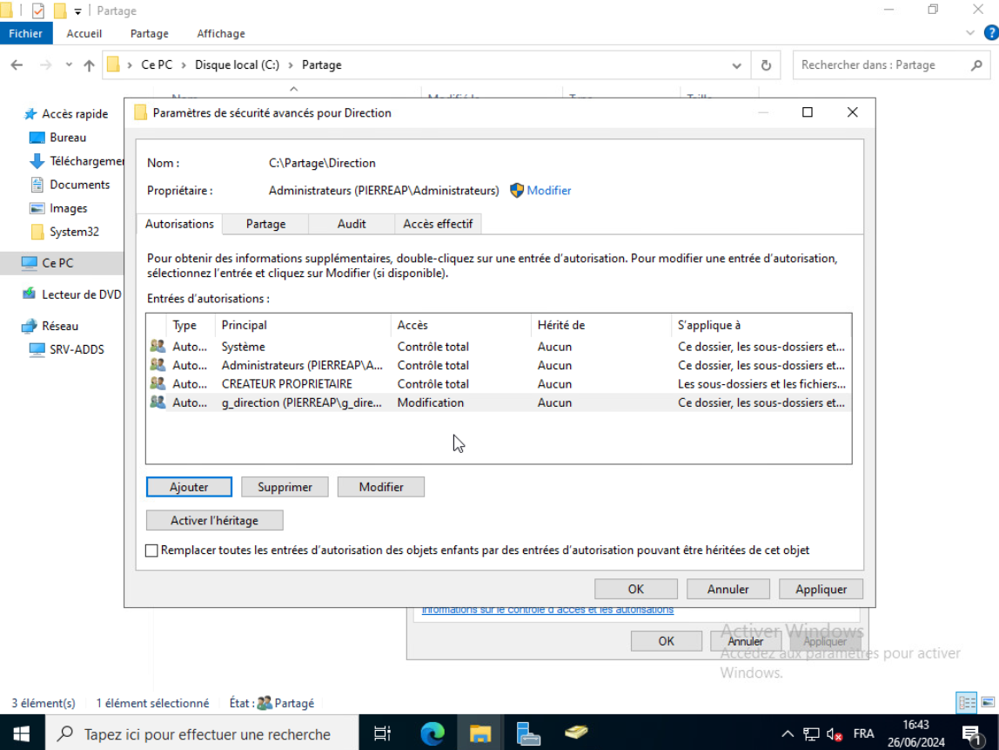 Partage
Fichier Accueil Partage Affichage
Ce PC › Disque local (C:) › Partage
Rechercher dans : Partage
Accès rapide
Bureau
Téléchargemen
Documents
Images
System32
Ce PC
Lecteur de DVD
Réseau
SRV-ADDS
Paramètres de sécurité avancés pour Direction
Nom : C:\Partage\Direction
Propriétaire : Administrateurs (PIERREAP\Administrateurs) Modifier
Autorisations Partage Audit Accès effectif
Pour obtenir des informations supplémentaires, double-cliquez sur une entrée d'autorisation. Pour modifier une entrée d'autorisation,
sélectionnez l'entrée et cliquez sur Modifier (si disponible).
Entrées d'autorisations :
Type Principal Accès Hérité de S'applique à
Auto... Système Contrôle total Aucun Ce dossier, les sous-dossiers et...
Auto... Administrateurs (PIERREAP\A... Contrôle total Aucun Ce dossier, les sous-dossiers et...
Auto... CREATEUR PROPRIETAIRE Contrôle total Aucun Les sous-dossiers et les fichiers...
Auto... g_direction (PIERREAP\g_dire... Modification Aucun Ce dossier, les sous-dossiers et...
Ajouter Supprimer Modifier
Activer l'héritage
Remplacer toutes les entrées d'autorisation des objets enfants par des entrées d'autorisation pouvant être héritées de cet objet
OK Annuler Appliquer
Informations sur le contrôle d'accès et les autorisations
OK Annuler Appliquer
Activer Windows
Accédez aux paramètres pour activer
Windows.
3 élément(s) 1 élément sélectionné État : Partagé
Tapez ici pour effectuer une recherche
FRA
16:43
26/06/2024
1